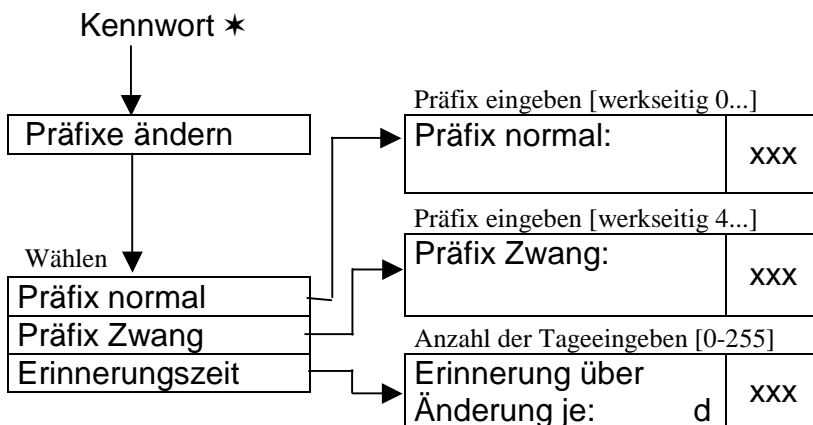 Kennwort ✶
Präfixe ändern
Wählen
Präfix normal
Präfix Zwang
Erinnerungszeit
Präfix eingeben [werkseitig 0...]
Präfix normal:
xxx
Präfix eingeben [werkseitig 4...]
Präfix Zwang:
xxx
Anzahl der Tageeingeben [0-255]
Erinnerung über
Änderung je: d
xxx